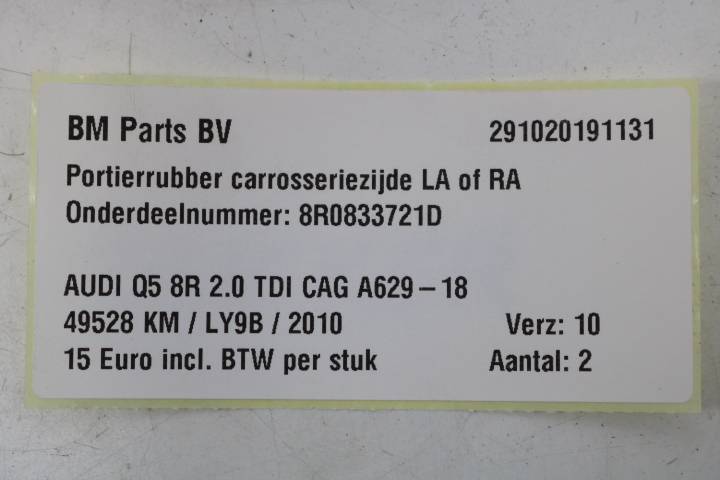 BM Parts BV 291020191131
Portierrubber carrosseriezijde LA of RA
Onderdeelnummer: 8R0833721D
AUDI Q5 8R 2.0 TDI CAG A629 – 18
49528 KM / LY9B / 2010 Verz: 10
15 Euro incl. BTW per stuk Aantal: 2